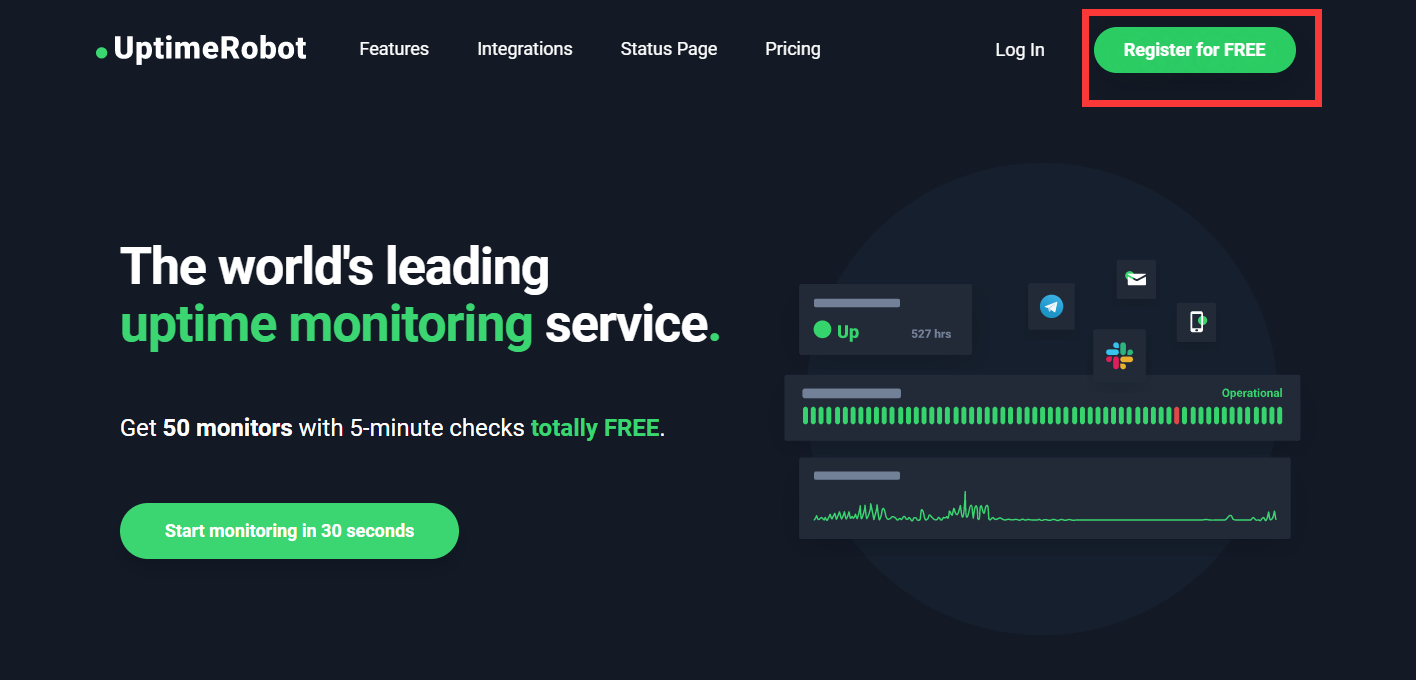 UptimeRobot
Features
Integrations
Status Page
Pricing
Log In
Register for FREE
The world's leading
uptime monitoring service.
Get 50 monitors with 5-minute checks totally FREE.
Start monitoring in 30 seconds
Up
527 hrs
Operational